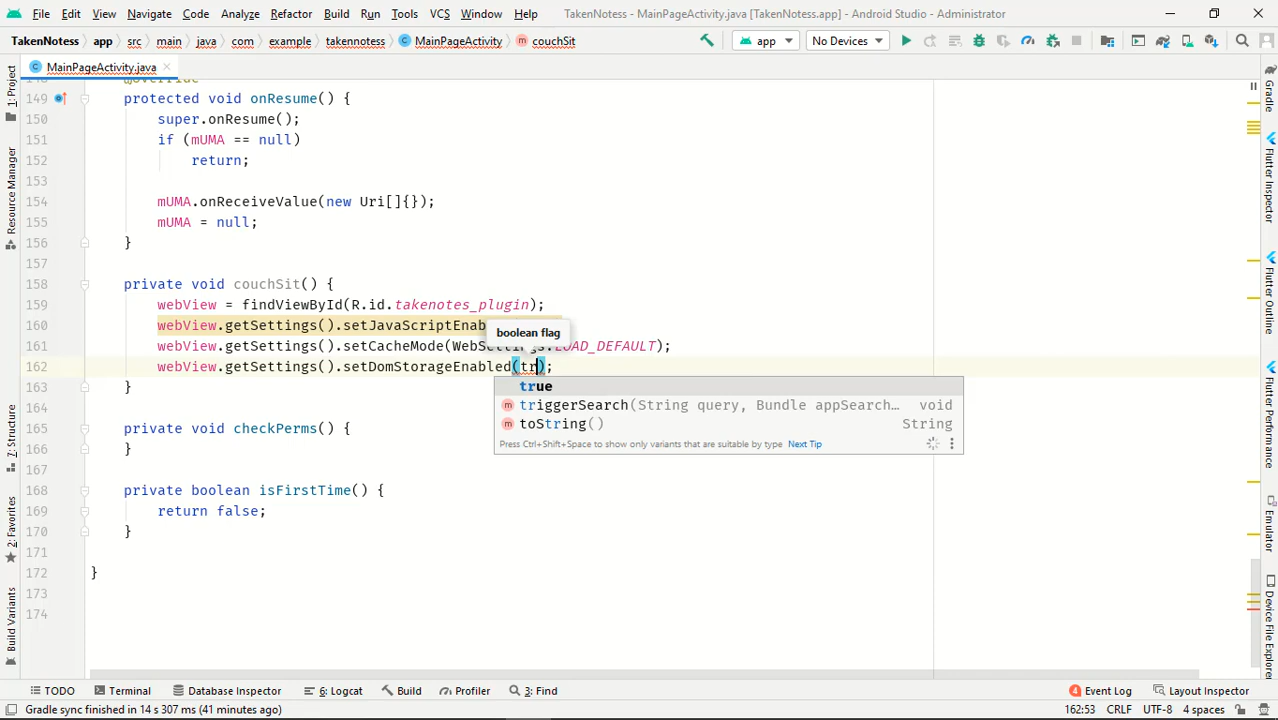 File Edit View Navigate Code Analyze Refactor Build Run Tools VCS Window Help TakenNotess - MainPageActivity.java [TakenNotess.app] - Android Studio - Administrator
TakenNotess app src main java com example takennotess MainPageActivity couchSit app No Devices
MainPageActivity.java
@Override
149 protected void onResume() {
150 super.onResume();
151 if (mUMA == null)
152 return;
153
154 mUMA.onReceiveValue(new Uri[]{});
155 mUMA = null;
156 }
157
158 private void couchSit() {
159 webView = findViewById(R.id.takenotes_plugin);
160 webView.getSettings().setJavaScriptEnab
boolean flag
161 webView.getSettings().setCacheMode(WebSettings.LOAD_DEFAULT);
162 webView.getSettings().setDomStorageEnabled(tr);
163 }
true
triggerSearch(String query, Bundle appSearch... void
toString() String
Press Ctrl+Shift+Space to show only variants that are suitable by type Next Tip
164
165 private void checkPerms() {
166 }
167
168 private boolean isFirstTime() {
169 return false;
170 }
171
172 }
173
174
1: Project
Resource Manager
Z: Structure
2: Favorites
Build Variants
Gradle
Flutter Inspector
Flutter Outline
Flutter Performance
Emulator
Device File Explorer
TODO Terminal Database Inspector 6: Logcat Build Profiler 3: Find 4 Event Log Layout Inspector
Gradle sync finished in 14 s 307 ms (41 minutes ago) 162:53 CRLF UTF-8 4 spaces